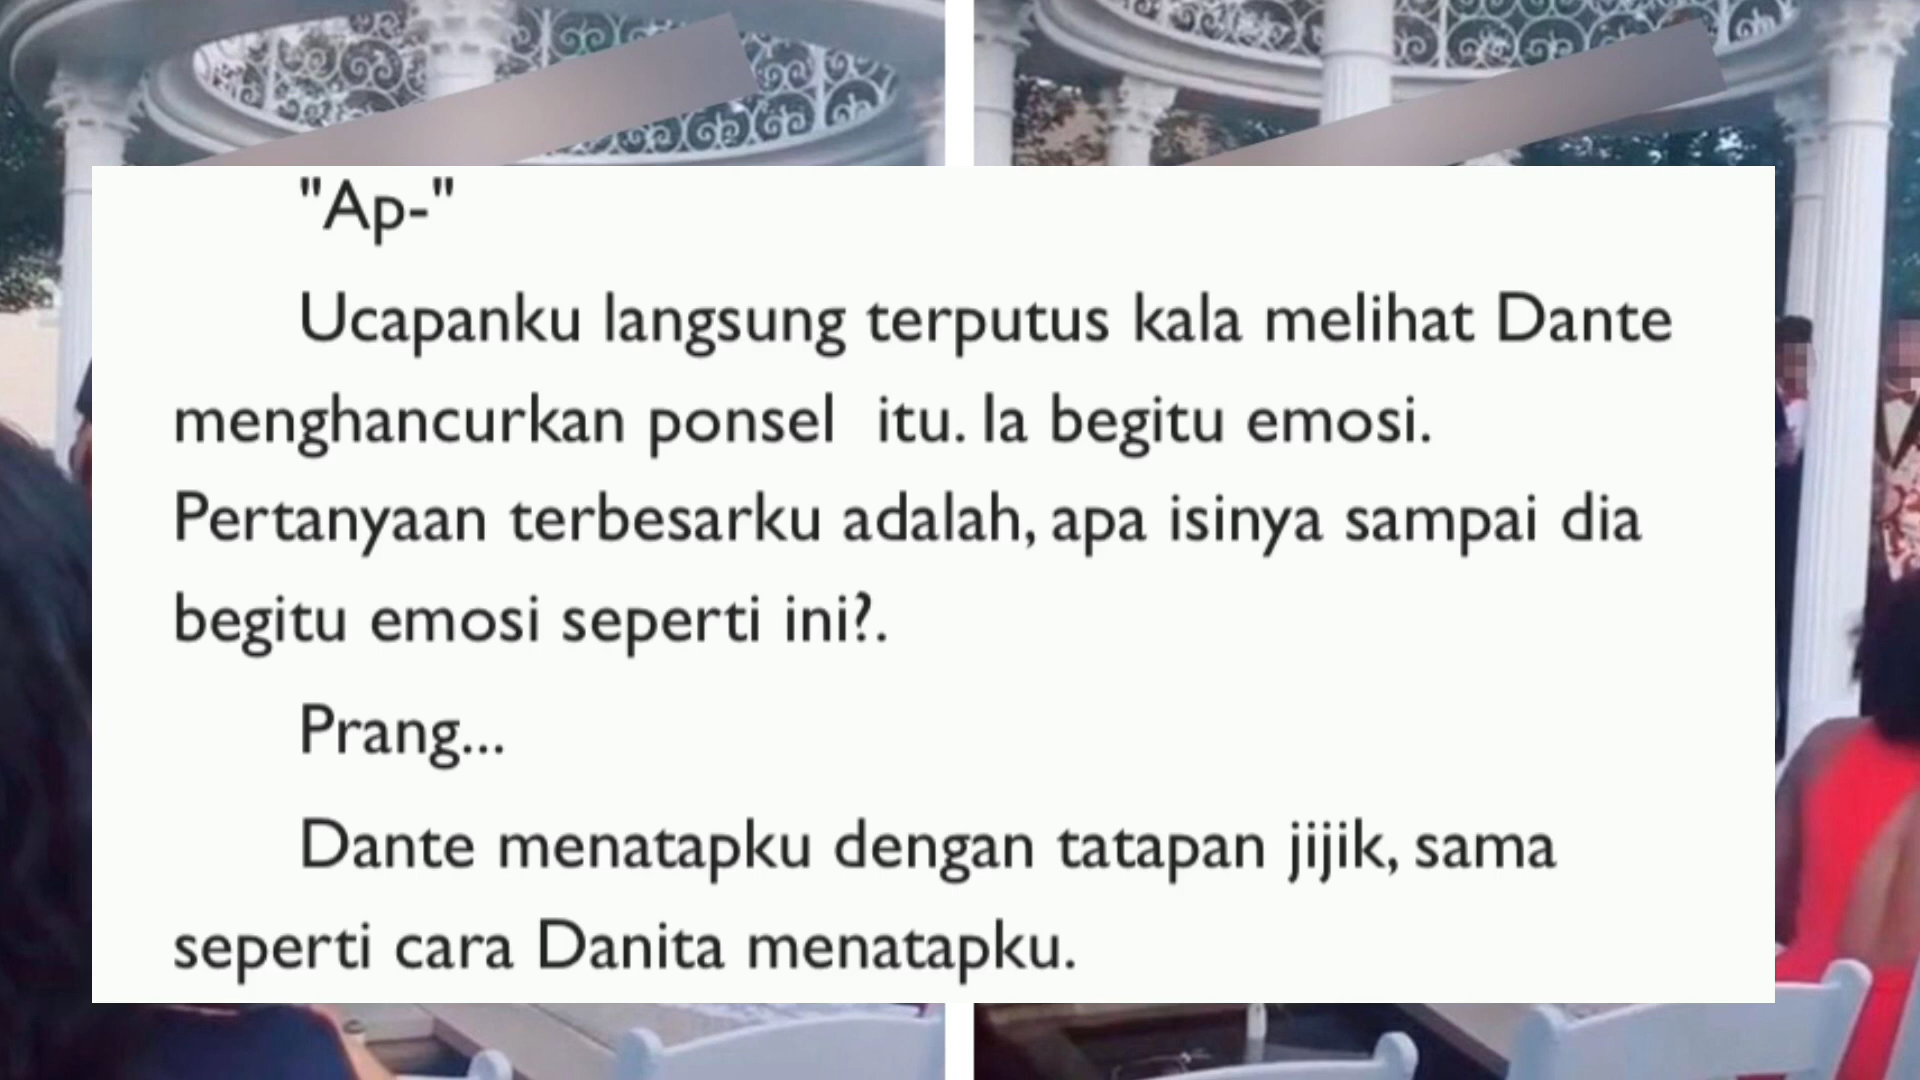 "Ap-"
Ucapanku langsung terputus kala melihat Dante
menghancurkan ponsel  itu. Ia begitu emosi.
Pertanyaan terbesarku adalah, apa isinya sampai dia
begitu emosi seperti ini?.
Prang...
Dante menatapku dengan tatapan jijik, sama
seperti cara Danita menatapku.